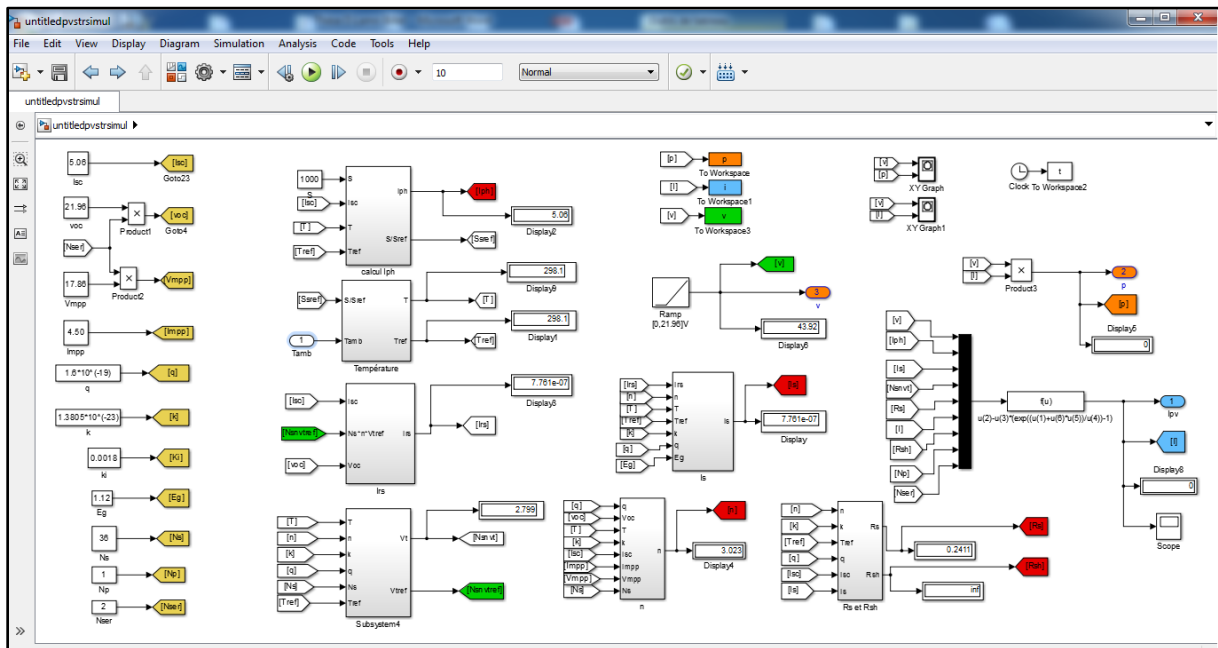 untitledpvstrsimul
File Edit View Display Diagram Simulation Analysis Code Tools Help
10
Normal
untitledpvstrsimul
untitledpvstrsimul
5.06
Isc
[Isc]
Goto23
21.96
voc
Product1
[voc]
Goto4
[Nser]
17.86
Vmpp
Product2
[Vmpp]
4.50
Impp
[Impp]
1.6*10^(-19)
q
[q]
1.3805*10^(-23)
k
[k]
0.0018
ki
[Ki]
1.12
Eg
[Eg]
36
Ns
[Ns]
1
Np
[Np]
2
Nser
[Nser]
1000
S
[Isc]
[T]
[Tref]
S
Isc
T
Tref
Iph
S/Sref
calcul Iph
[Iph]
5.06
Display2
[Ssref]
[Ssref]
1
Tamb
S/Sref
Tamb
T
Tref
Température
298.1
Display9
[T]
298.1
Display1
[Tref]
[Isc]
[Nsnvtref]
[voc]
Isc
Ns*n*Vtref
Voc
Irs
Irs
7.761e-07
[Irs]
[T]
[n]
[k]
[q]
[Ns]
[Tref]
T
n
k
q
Ns
Tref
Vt
Vtref
Subsystem4
2.799
[Nsnvt]
[Nsnvtref]
[p]
p
To Workspace
[I]
i
To Workspace1
[v]
v
To Workspace3
Ramp
[0,21.96]V
[v]
3
v
43.92
[Irs]
[n]
[T]
[Tref]
[k]
[q]
[Eg]
Irs
n
T
Tref
k
q
Eg
Is
Is
[Is]
7.761e-07
Display
[q]
[voc]
[T]
[k]
[Isc]
[Impp]
[Vmpp]
[Ns]
q
Voc
T
k
Isc
Impp
Vmpp
Ns
n
n
[n]
3.023
Display4
[n]
[k]
[Tref]
[q]
[Isc]
[Is]
n
k
Tref
q
Isc
Is
Rs
Rsh
Rs et Rsh
[Rs]
0.2411
[Rsh]
inf
[v]
[p]
XY Graph
[v]
[I]
XY Graph1
Clock
t
To Workspace2
[v]
[I]
Product3
2
p
[p]
Display5
0
[v]
[Iph]
[Is]
[Nsnvt]
[Rs]
[I]
[Rsh]
[Np]
[Nser]
f(u)
u(2)-u(3)*(exp((u(1)+u(6)*u(5))/u(4))-1)
1
Ipv
[I]
0
Scope